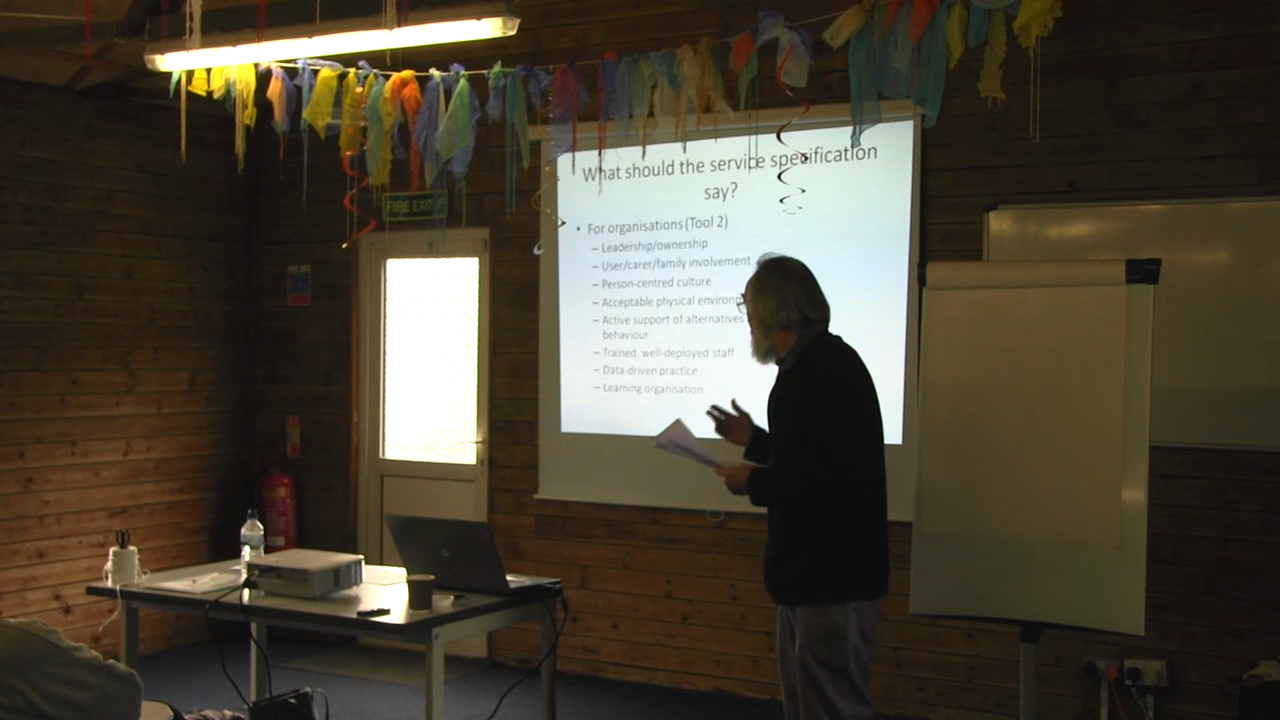 What should the service specification
say?
FIRE EXIT
• For organisations (Tool 2)
– Leadership/ownership
– User/carer/family involvement
– Person-centred culture
– Acceptable physical environm
– Active support of alternatives
behaviour
– Trained, well-deployed staff
– Data-driven practice
– Learning organisation